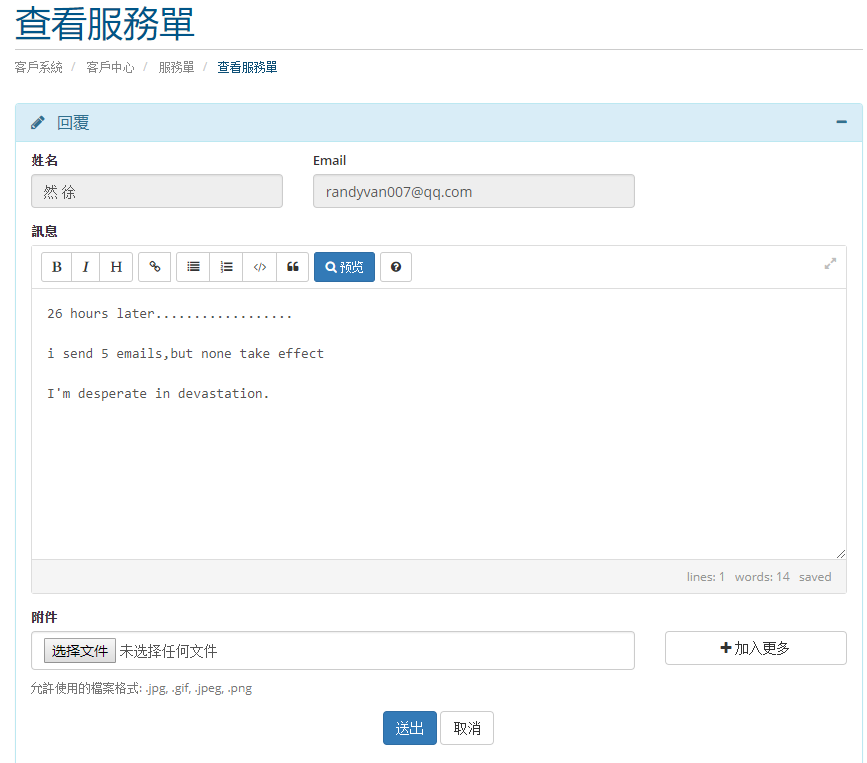 查看服務單
客戶系統 / 客戶中心 / 服務單 / 查看服務單
回覆
姓名 Email
然 徐 randyvan007@qq.com
訊息
B I H 预览
26 hours later..................
i send 5 emails,but none take effect
I'm desperate in devastation.
lines: 1 words: 14 saved
附件
选择文件 未选择任何文件 加入更多
允許使用的檔案格式: .jpg, .gif, .jpeg, .png
送出 取消